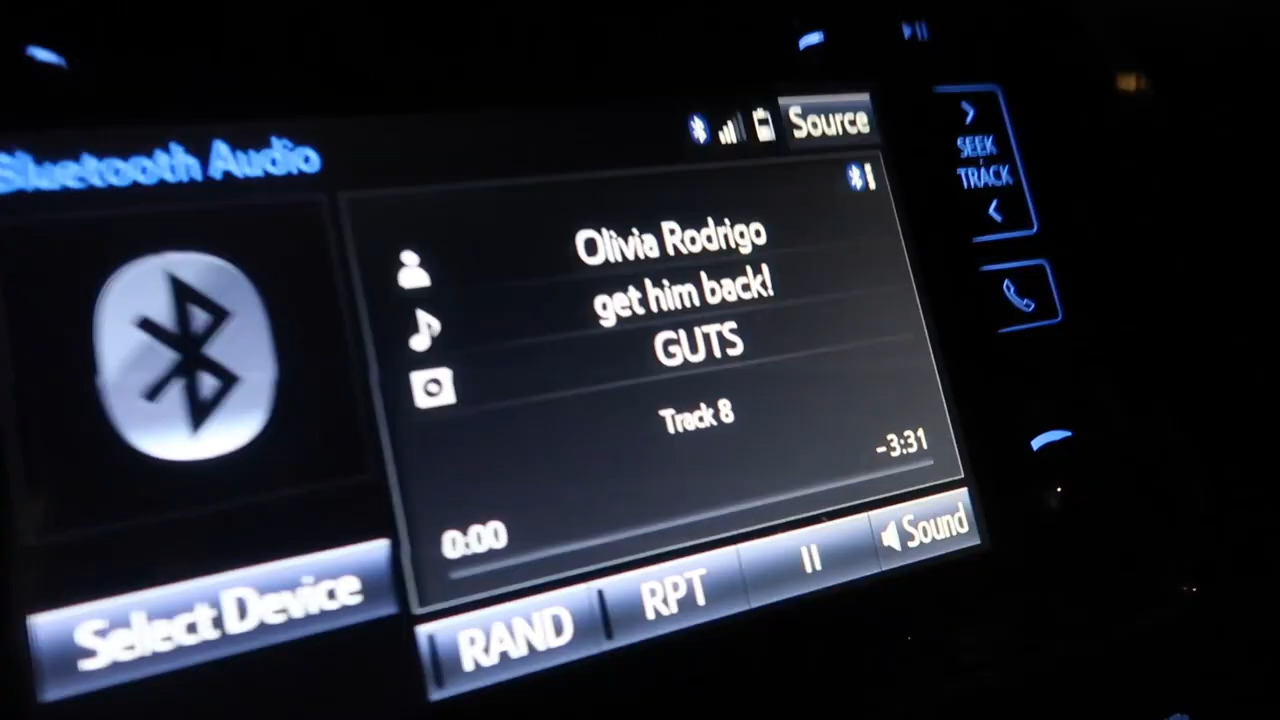 Bluetooth Audio
Source
Olivia Rodrigo
get him back!
GUTS
Track 8
-3:31
0:00
Select Device
RAND
RPT
Sound
SEEK
TRACK